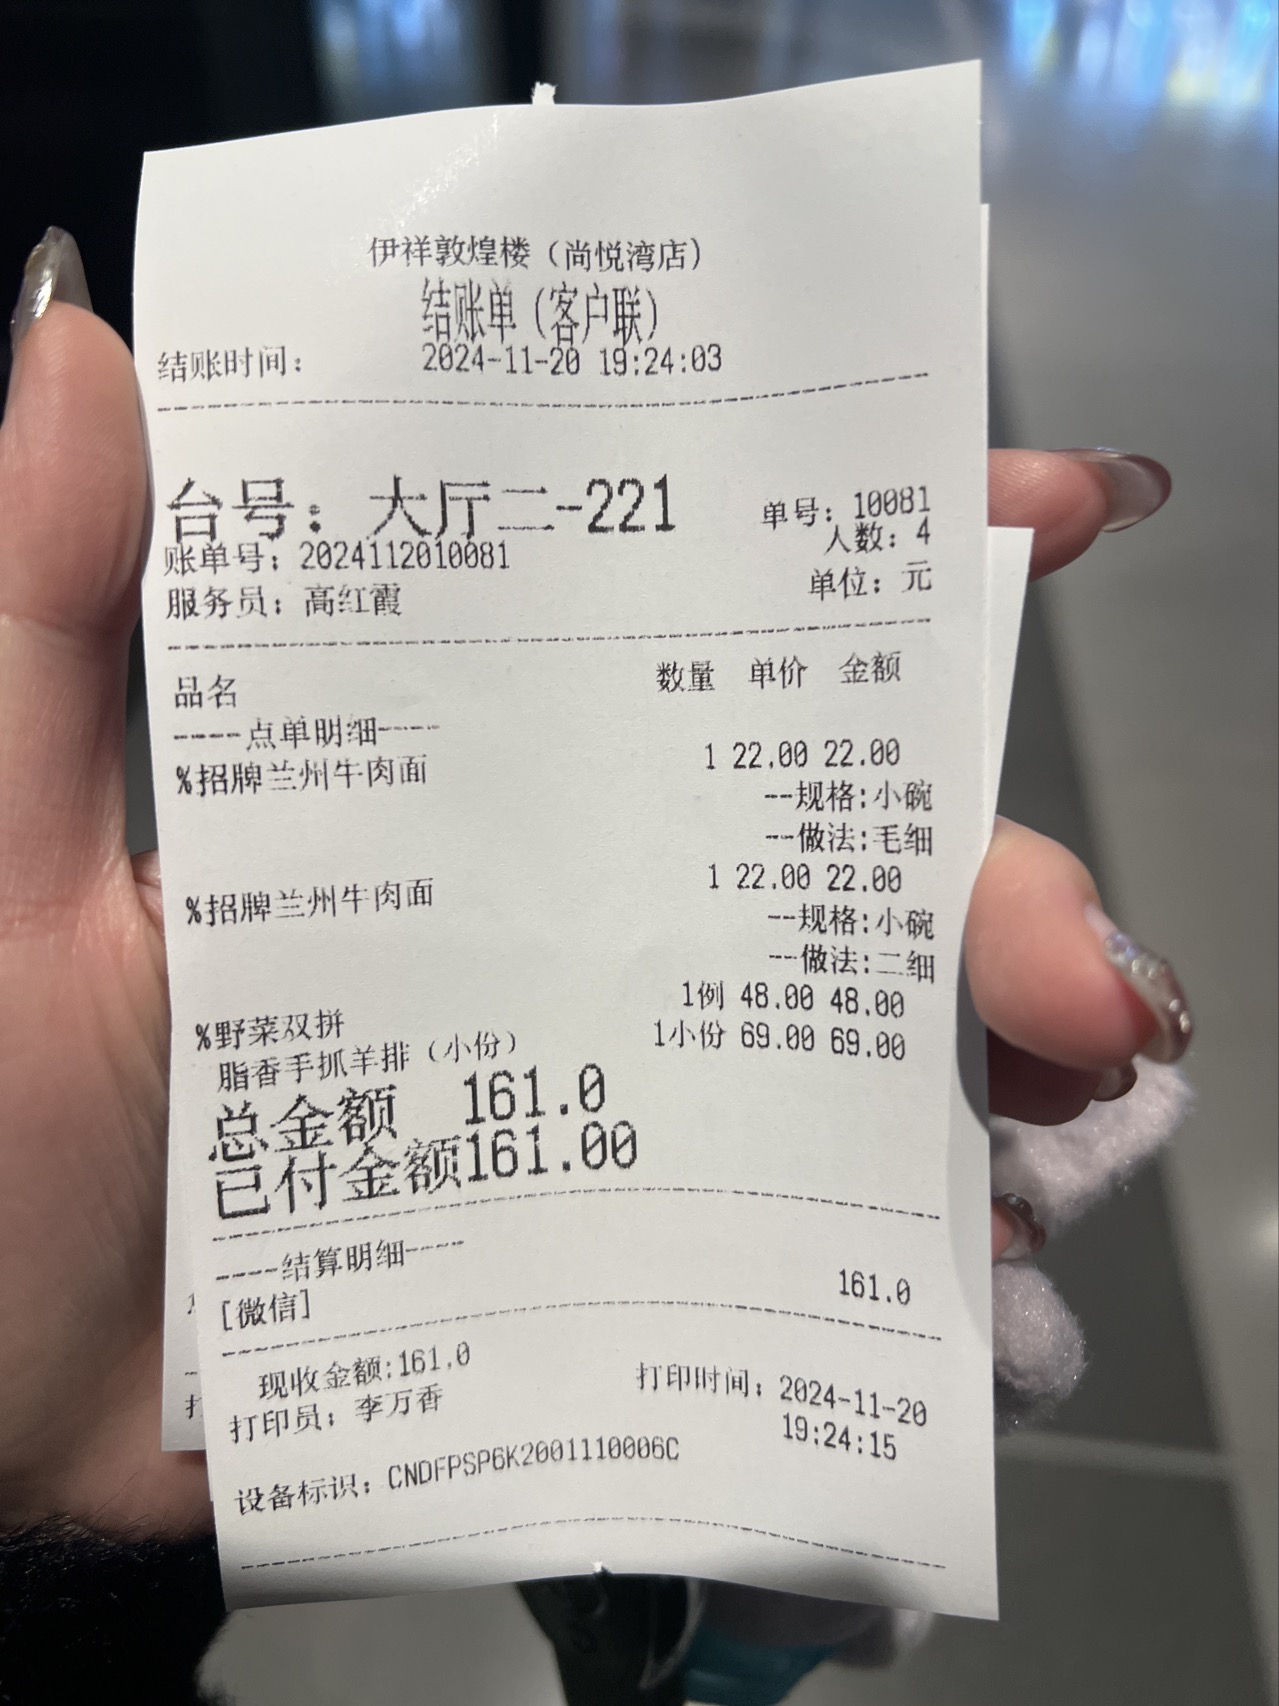 伊祥敦煌楼（尚悦湾店）
结账单（客户联）
结账时间： 2024-11-20 19:24:03
台号：大厅二-221 单号：10081
账单号：2024112010081 人数：4
服务员：高红霞 单位：元
品名 数量 单价 金额
-----点单明细-----
%招牌兰州牛肉面 1 22.00 22.00
--规格:小碗
--做法:毛细
%招牌兰州牛肉面 1 22.00 22.00
--规格:小碗
--做法:二细
%野菜双拼 1例 48.00 48.00
脂香手抓羊排（小份） 1小份 69.00 69.00
总金额 161.0
已付金额161.00
-----结算明细-----
[微信] 161.0
现收金额:161.0
打印员：李万香 打印时间：2024-11-20
19:24:15
设备标识：CNDFPSP6K2001110006C
打